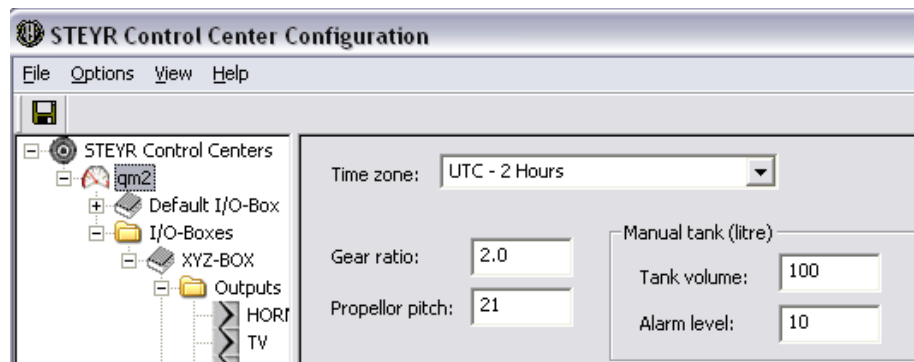 STEYR Control Center Configuration
File Options View Help
STEYR Control Centers
qm2
Default I/O-Box
I/O-Boxes
XYZ-BOX
Outputs
TV
Time zone: UTC - 2 Hours
Gear ratio: 2.0
Propellor pitch: 21
Manual tank (litre)
Tank volume: 100
Alarm level: 10